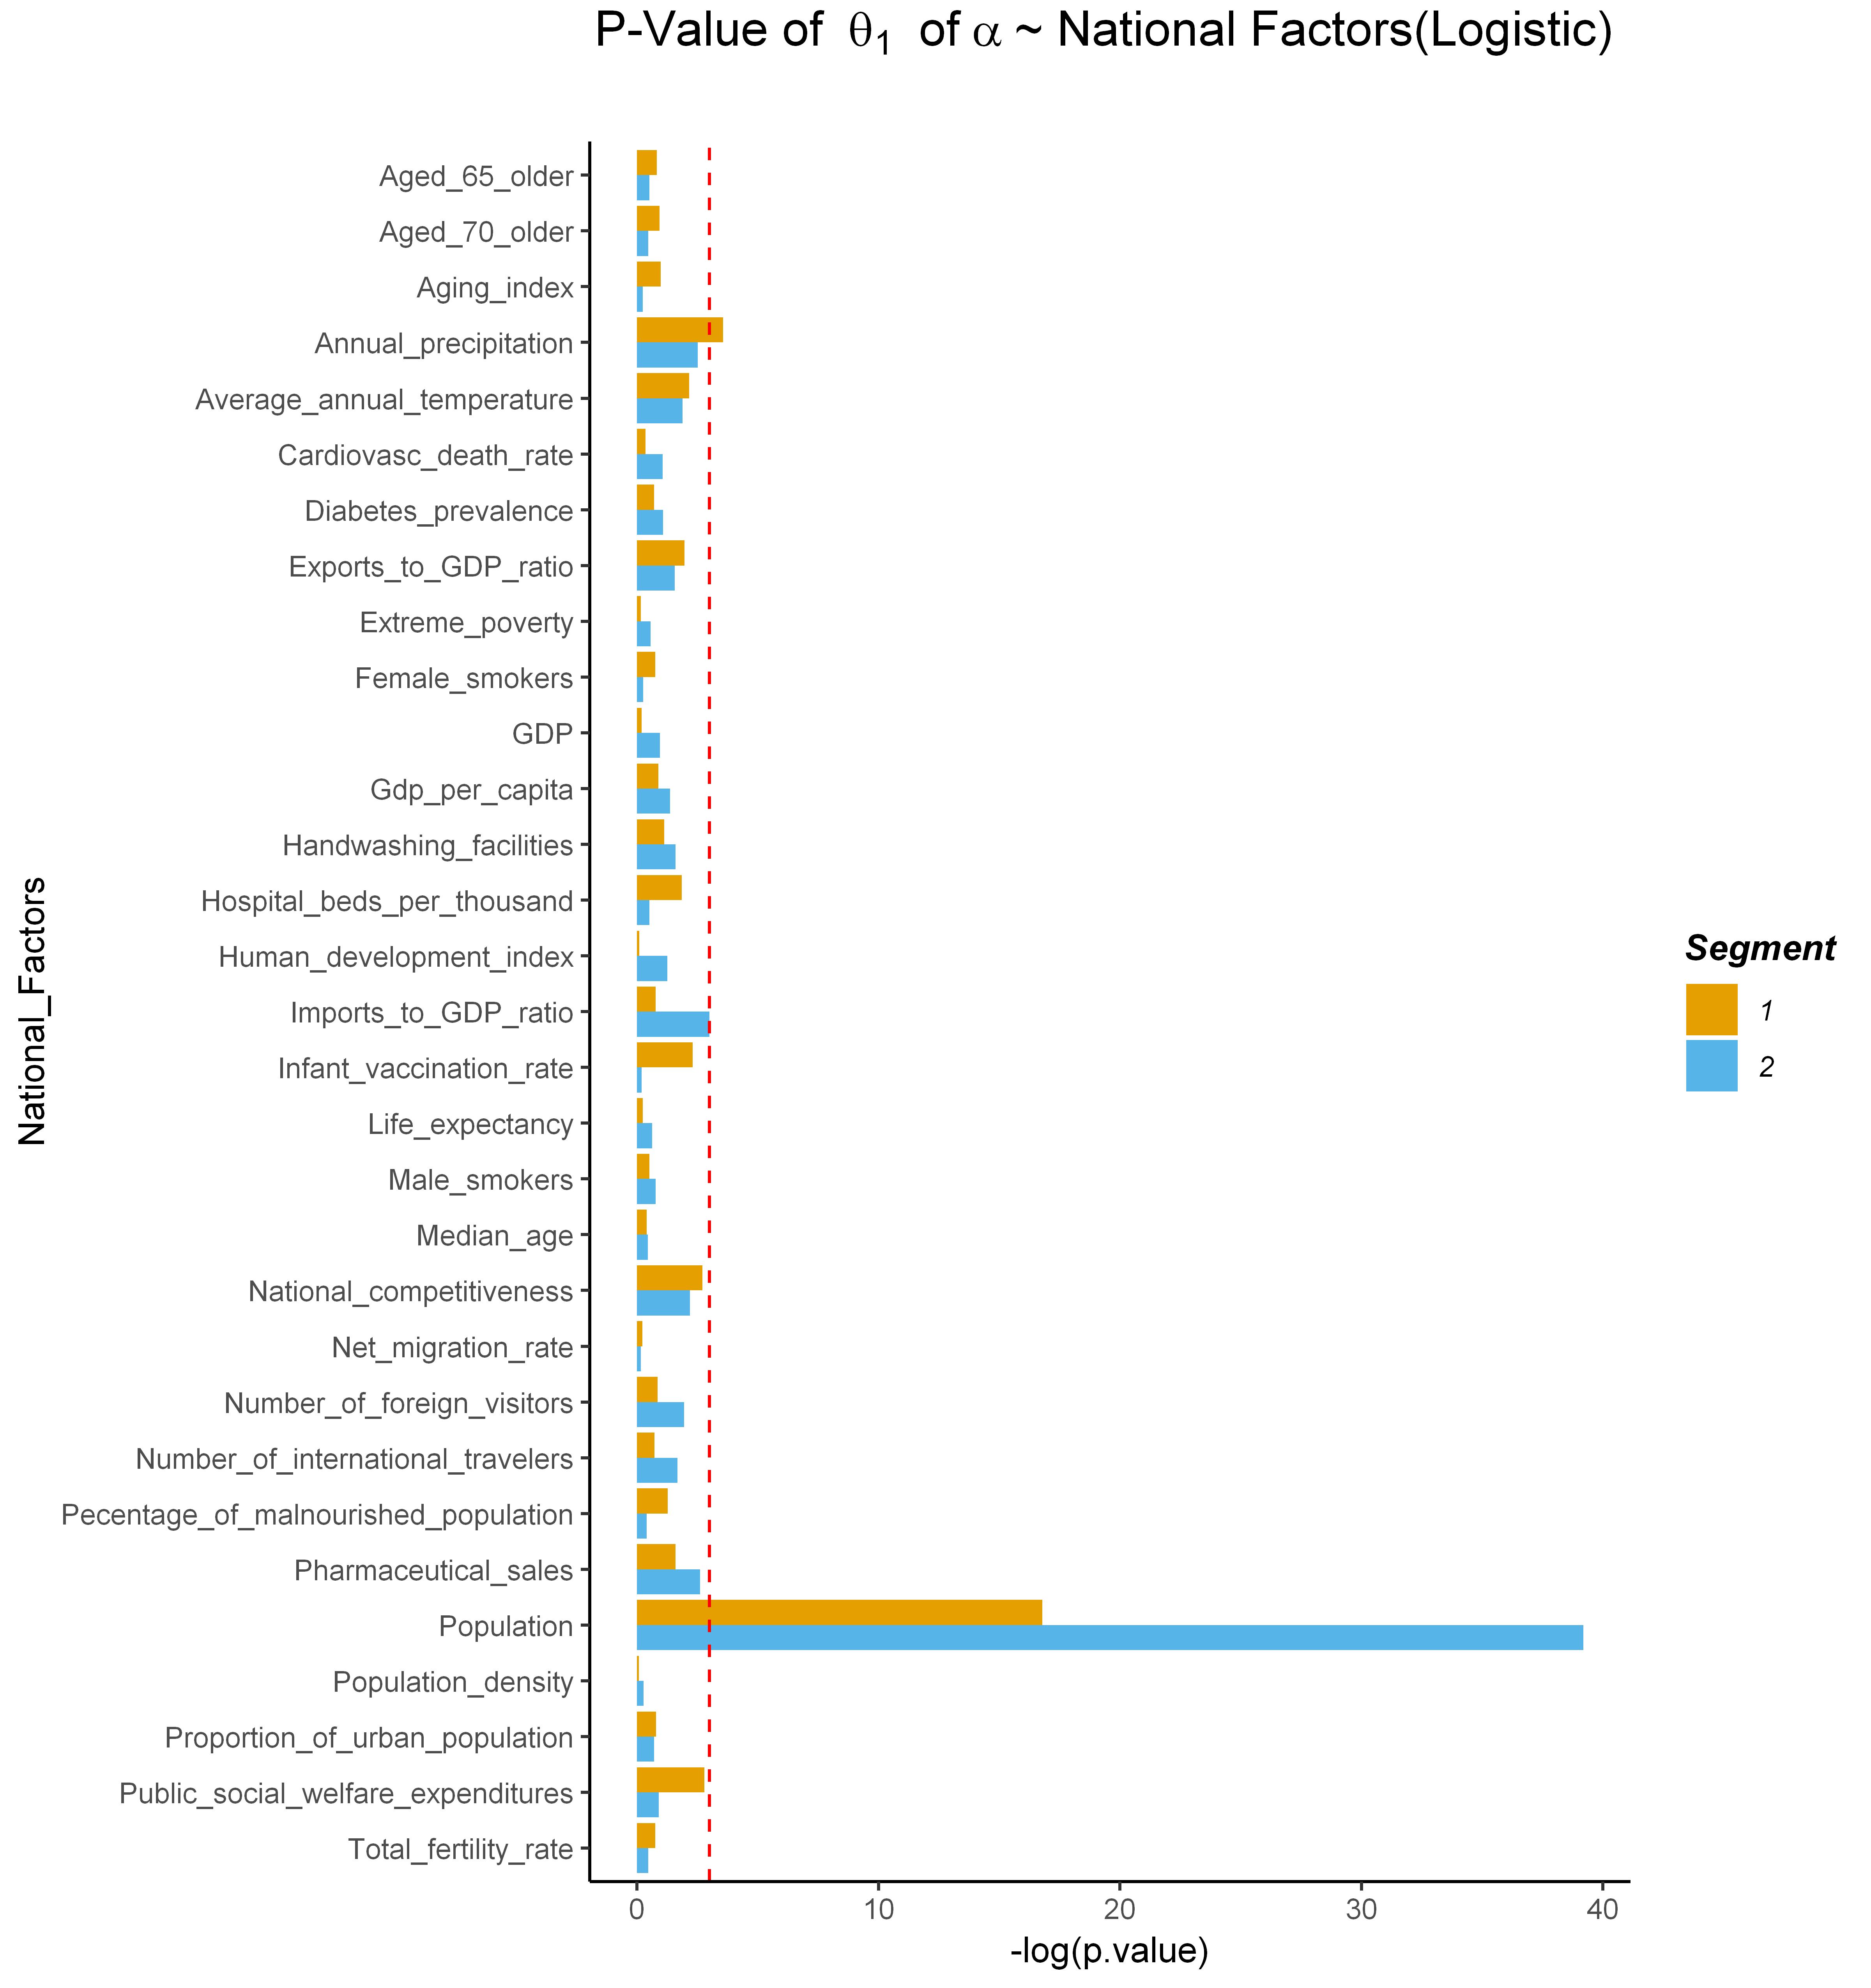 P-Value of θ1 of α ~ National Factors(Logistic)
Aged_65_older
Aged_70_older
Aging_index
Annual_precipitation
Average_annual_temperature
Cardiovasc_death_rate
Diabetes_prevalence
Exports_to_GDP_ratio
Extreme_poverty
Female_smokers
GDP
Gdp_per_capita
Handwashing_facilities
Hospital_beds_per_thousand
Human_development_index
Imports_to_GDP_ratio
Infant_vaccination_rate
Life_expectancy
Male_smokers
Median_age
National_competitiveness
Net_migration_rate
Number_of_foreign_visitors
Number_of_international_travelers
Pecentage_of_malnourished_population
Pharmaceutical_sales
Population
Population_density
Proportion_of_urban_population
Public_social_welfare_expenditures
Total_fertility_rate
National_Factors
0 10 20 30 40
-log(p.value)
Segment
1
2